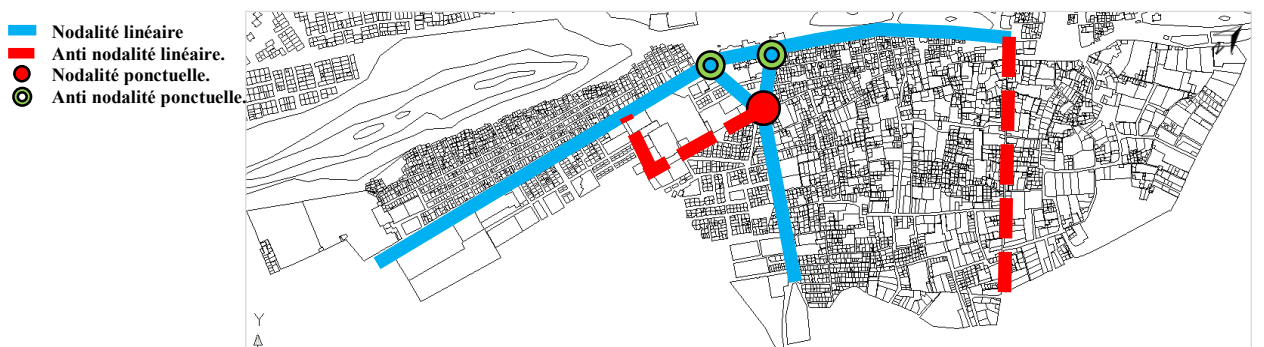 Nodalité linéaire
Anti nodalité linéaire.
Nodalité ponctuelle.
Anti nodalité ponctuelle.
Y